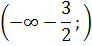 (-∞ - 3/2 ;)